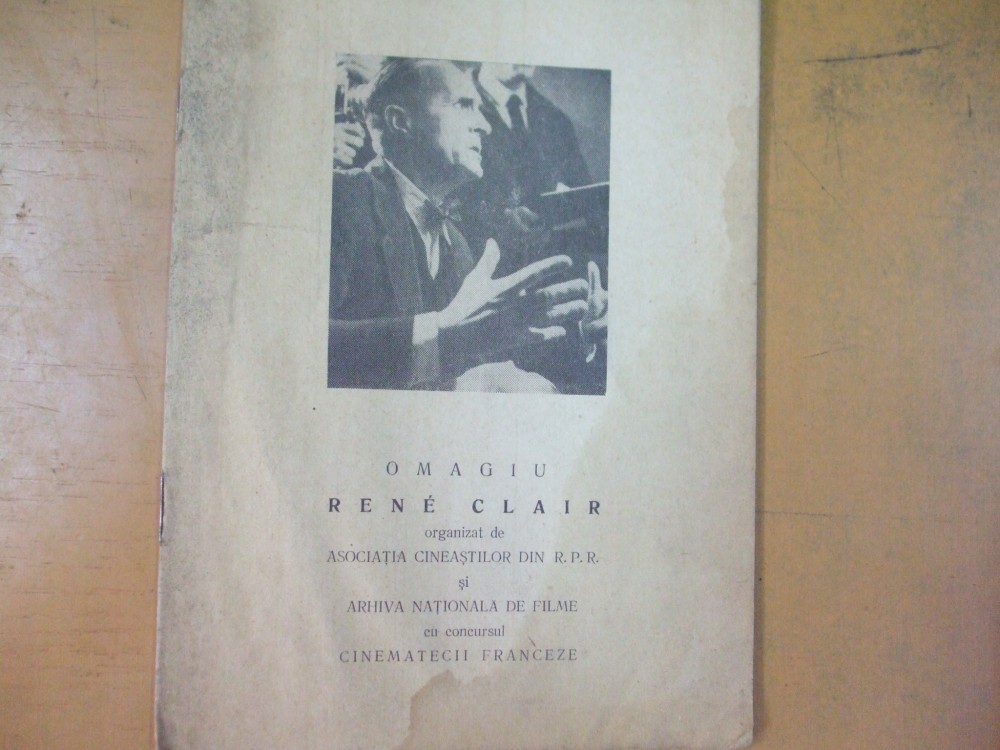 OMAGIU
RENÉ CLAIR
organizat de
ASOCIAȚIA CINEAȘTILOR DIN R. P. R.
și
ARHIVA NAȚIONALA DE FILME
cu concursul
CINEMATECII FRANCEZE